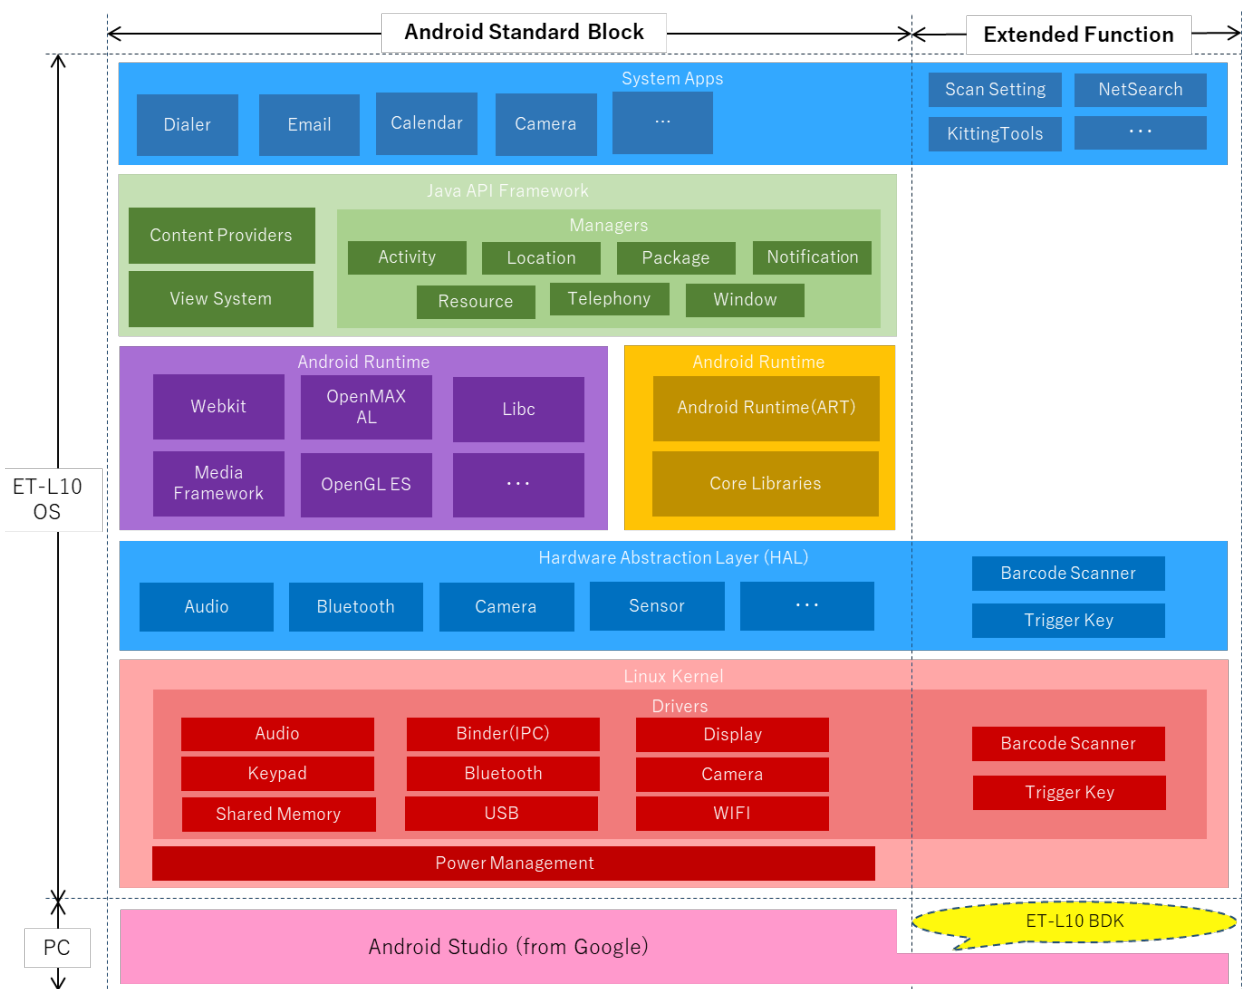 Android Standard Block
Extended Function
System Apps
Dialer
Email
Calendar
Camera
...
Scan Setting
NetSearch
KittingTools
...
Java API Framework
Content Providers
View System
Managers
Activity
Location
Package
Notification
Resource
Telephony
Window
Android Runtime
Webkit
OpenMAX
AL
Libc
Media
Framework
OpenGL ES
...
Android Runtime
Android Runtime(ART)
Core Libraries
ET-L10
OS
Hardware Abstraction Layer (HAL)
Audio
Bluetooth
Camera
Sensor
...
Barcode Scanner
Trigger Key
Linux Kernel
Drivers
Audio
Binder(IPC)
Display
Keypad
Bluetooth
Camera
Shared Memory
USB
WIFI
Barcode Scanner
Trigger Key
Power Management
PC
Android Studio (from Google)
ET-L10 BDK